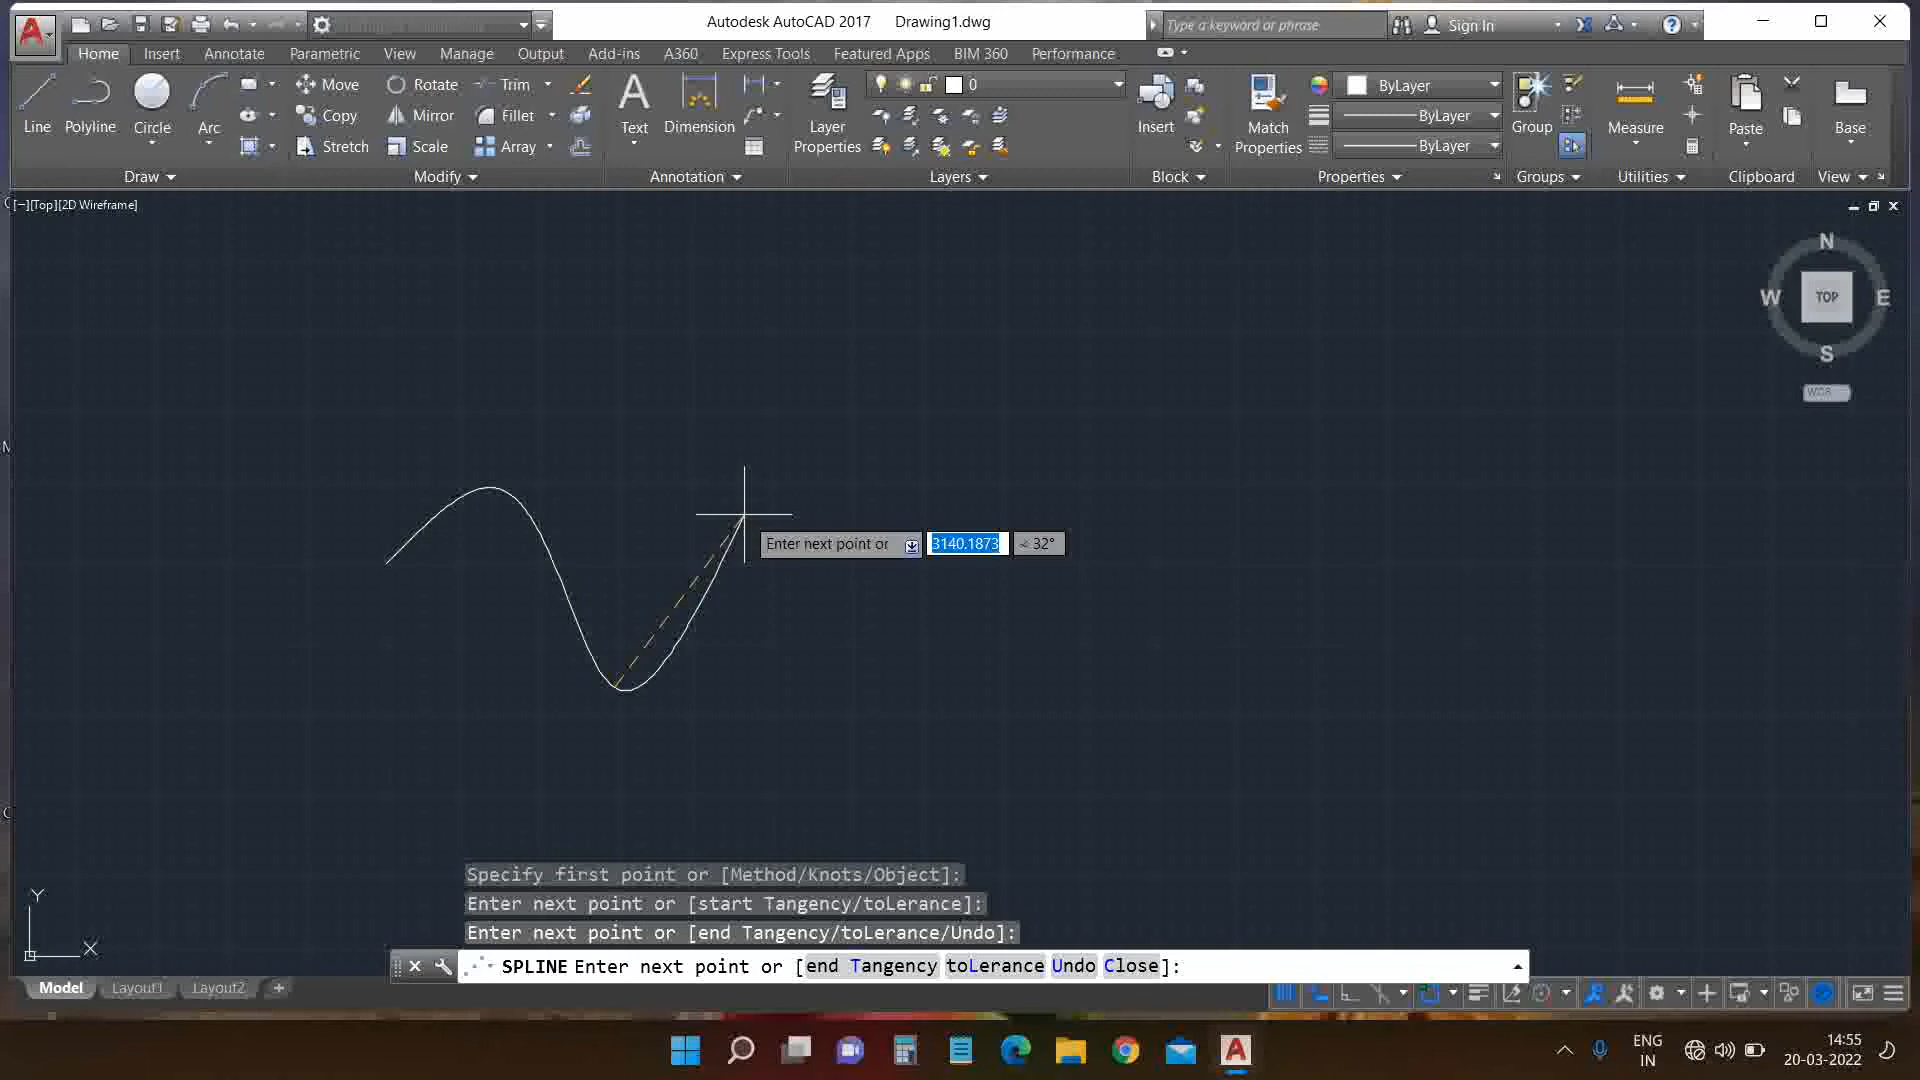 Autodesk AutoCAD 2017 Drawing1.dwg
Type a keyword or phrase
Sign In
Home Insert Annotate Parametric View Manage Output Add-ins A360 Express Tools Featured Apps BIM 360 Performance
Line Polyline Circle Arc
Move Rotate Trim
Copy Mirror Fillet
Stretch Scale Array
Text Dimension
Layer Properties
0
Insert
Match Properties
ByLayer
ByLayer
ByLayer
Group Measure Paste Base
Draw Modify Annotation Layers Block Properties Groups Utilities Clipboard View
[−][Top][2D Wireframe]
N
W TOP E
S
Enter next point or 3140.1873 < 32°
Specify first point or [Method/Knots/Object]:
Enter next point or [start Tangency/toLerance]:
Enter next point or [end Tangency/toLerance/Undo]:
SPLINE Enter next point or [end Tangency toLerance Undo Close]:
Y
X
Model Layout1 Layout2 +
ENG
IN
14:55
20-03-2022